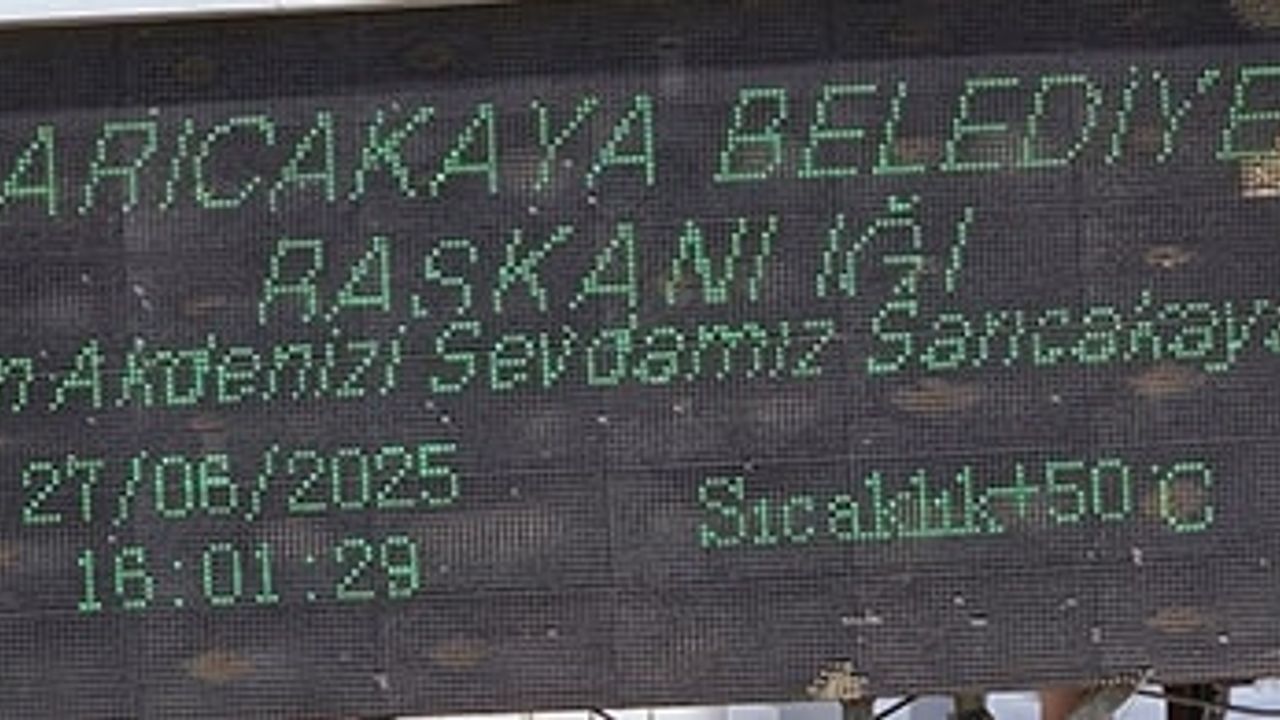 ARICAKAYA BELEDİYE
BAŞKANLIĞI
n Akdenizi Sevdamız Sarıcakaya
27/06/2025
Sıcaklık+50°C
16:01:29